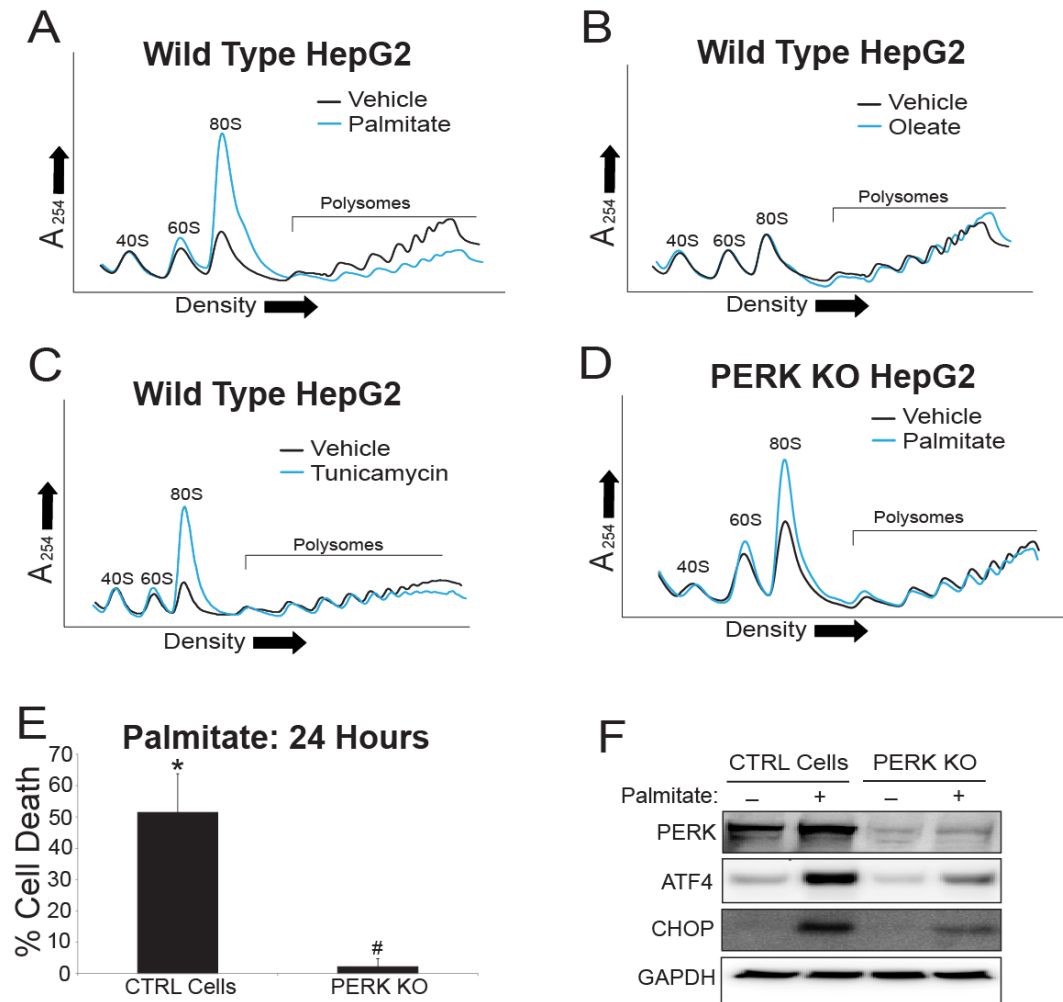 A
Wild Type HepG2
Vehicle
Palmitate
80S
60S
40S
Polysomes
A254
Density
B
Wild Type HepG2
Vehicle
Oleate
Polysomes
80S
60S
40S
A254
Density
C
Wild Type HepG2
Vehicle
Tunicamycin
80S
Polysomes
40S
60S
A254
Density
D
PERK KO HepG2
Vehicle
Palmitate
80S
60S
Polysomes
40S
A254
Density
E
Palmitate: 24 Hours
% Cell Death
70
60
50
40
30
20
10
0
*
#
CTRL Cells
PERK KO
F
CTRL Cells PERK KO
Palmitate: – + – +
PERK
ATF4
CHOP
GAPDH